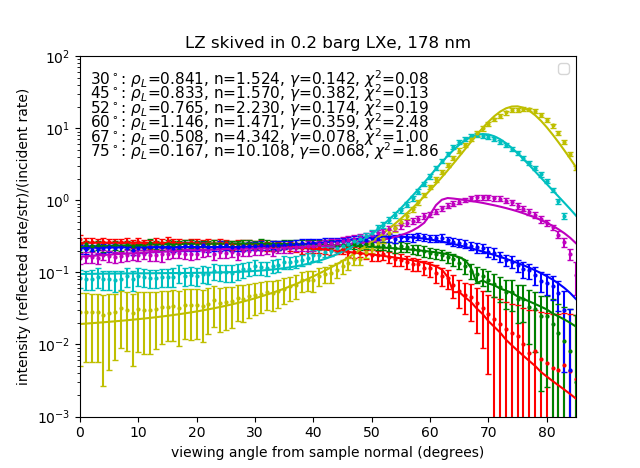 LZ skived in 0.2 barg LXe, 178 nm
30°: ρL=0.841, n=1.524, γ=0.142, χ²=0.08
45°: ρL=0.833, n=1.570, γ=0.382, χ²=0.13
52°: ρL=0.765, n=2.230, γ=0.174, χ²=0.19
60°: ρL=1.146, n=1.471, γ=0.359, χ²=2.48
67°: ρL=0.508, n=4.342, γ=0.078, χ²=1.00
75°: ρL=0.167, n=10.108, γ=0.068, χ²=1.86
intensity (reflected rate/str)/(incident rate)
10²
10¹
10⁰
10⁻¹
10⁻²
10⁻³
0 10 20 30 40 50 60 70 80
viewing angle from sample normal (degrees)